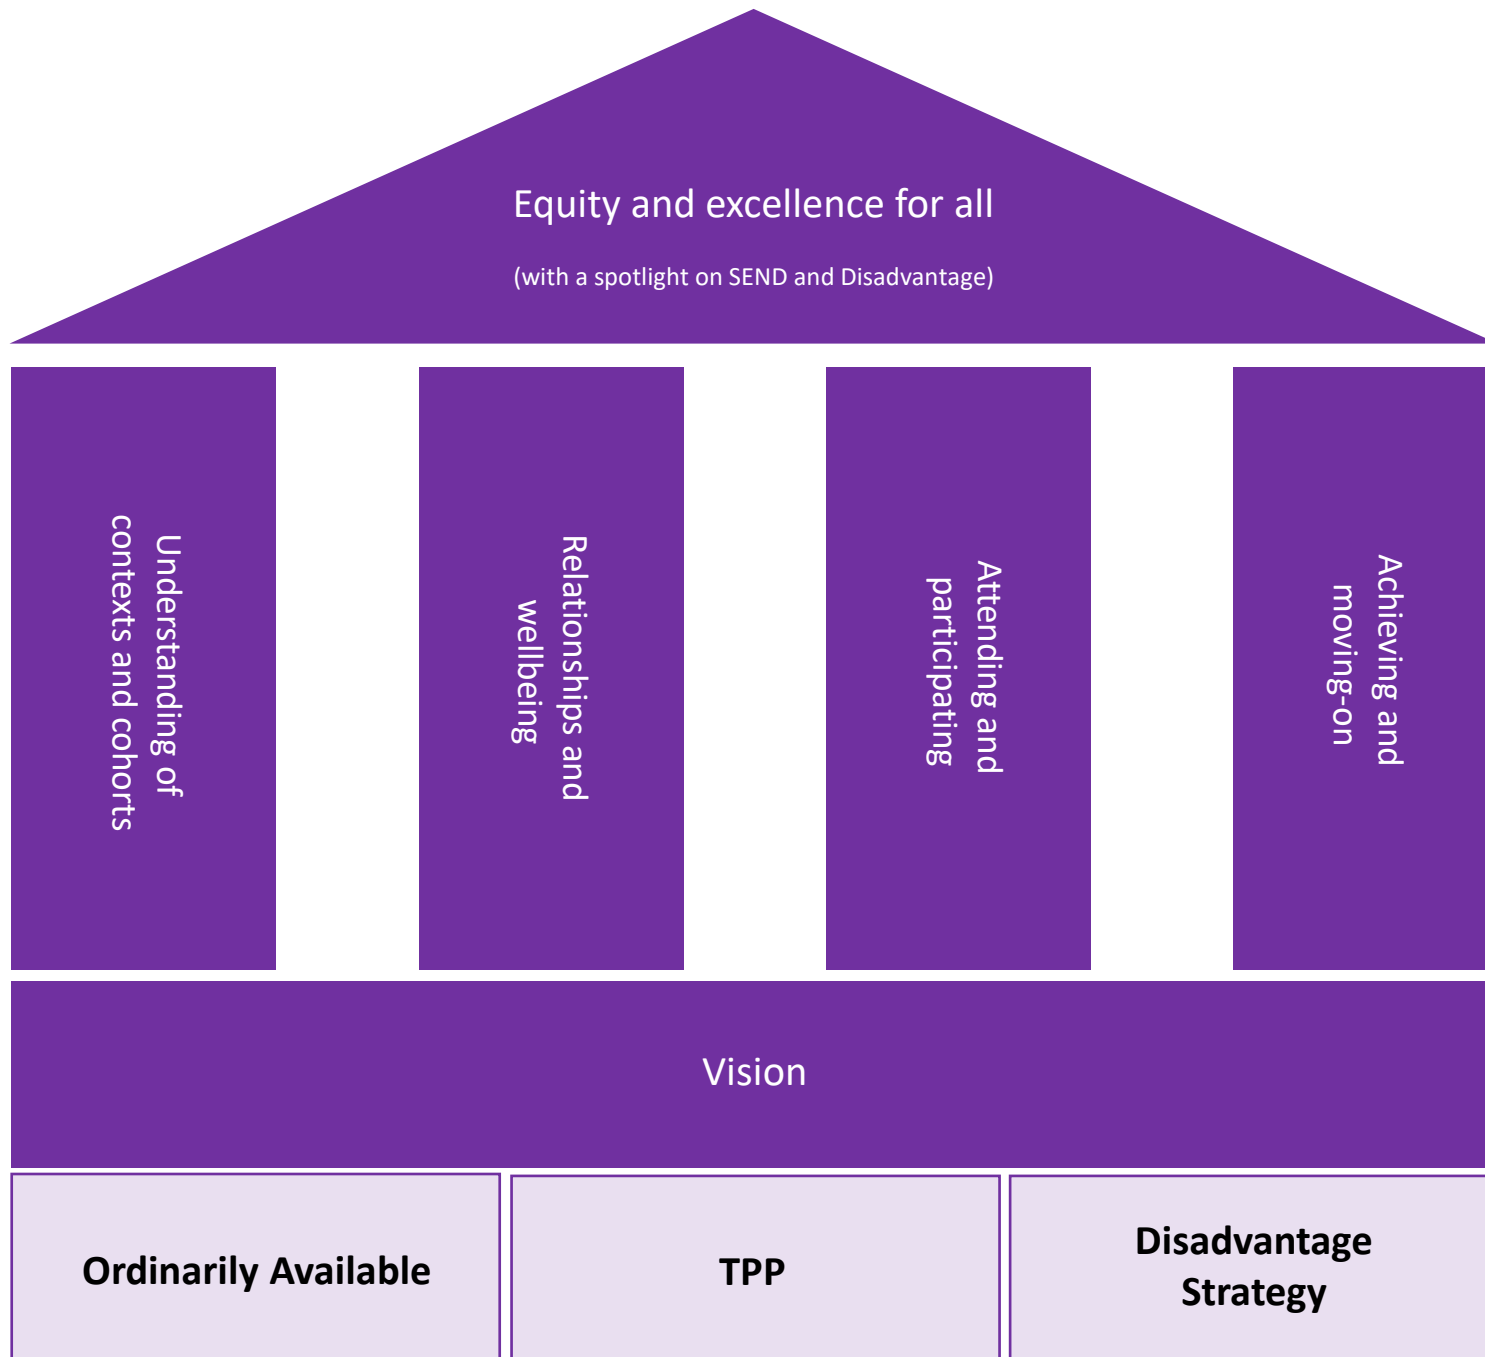 Equity and excellence for all
(with a spotlight on SEND and Disadvantage)
Understanding of
contexts and cohorts
Relationships and
wellbeing
Attending and
participating
Achieving and
moving-on
Vision
Ordinarily Available
TPP
Disadvantage
Strategy